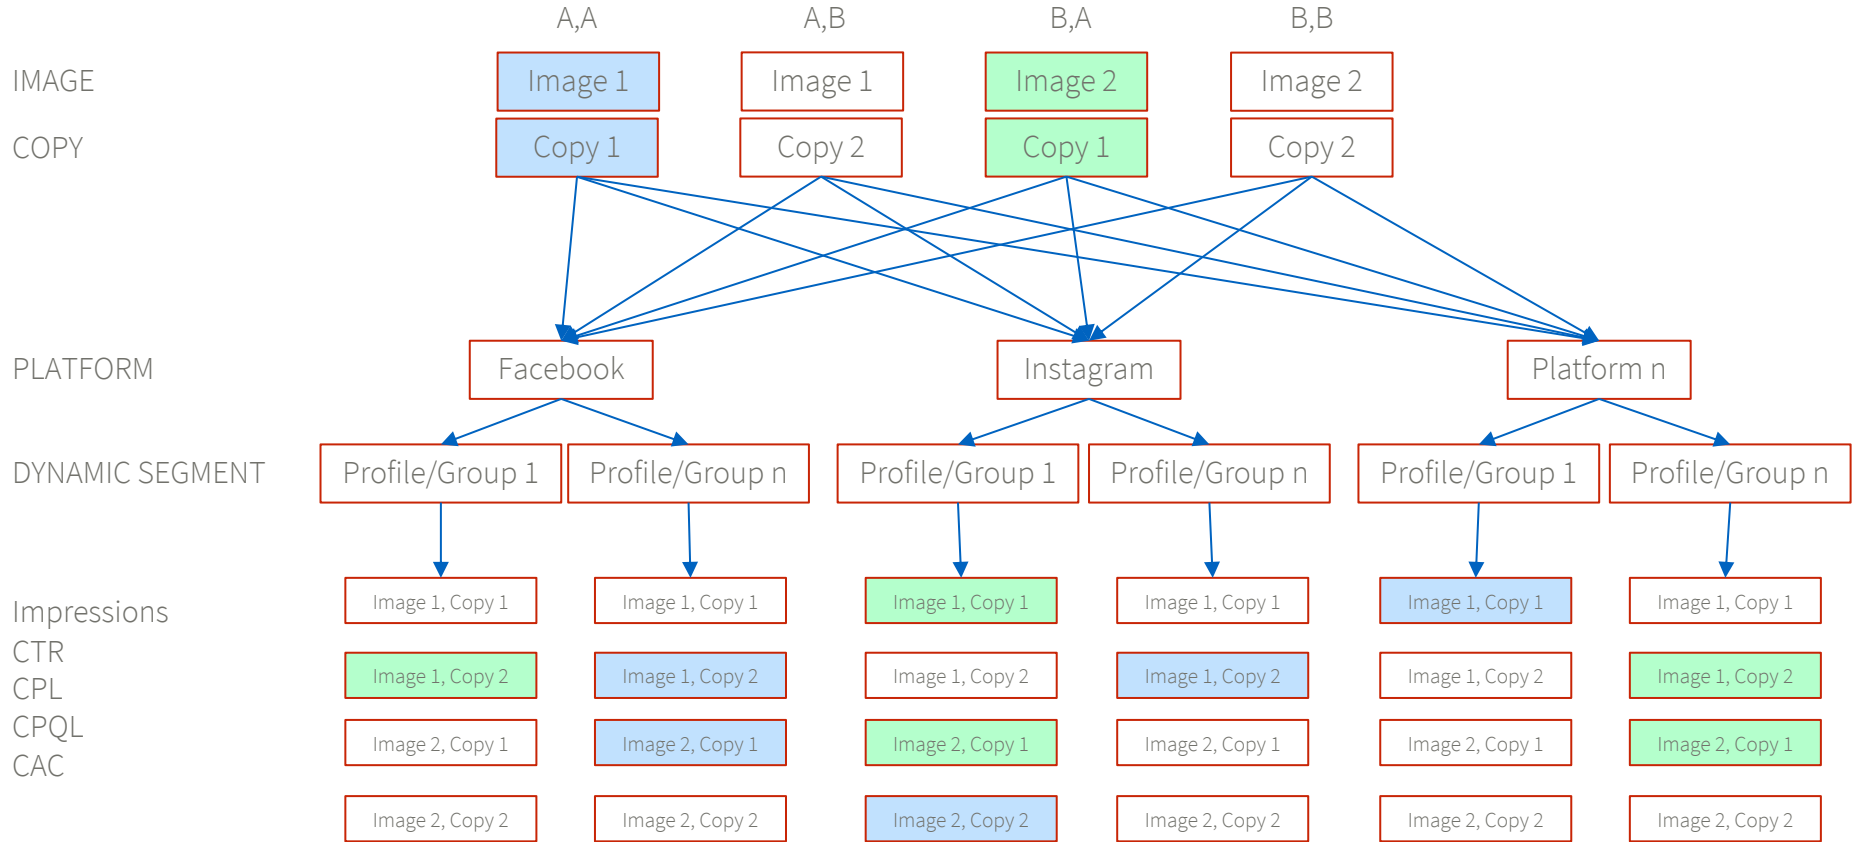 A,A A,B B,A B,B
IMAGE Image 1 Image 1 Image 2 Image 2
COPY Copy 1 Copy 2 Copy 1 Copy 2
PLATFORM Facebook Instagram Platform n
DYNAMIC SEGMENT Profile/Group 1 Profile/Group n Profile/Group 1 Profile/Group n Profile/Group 1 Profile/Group n
Impressions Image 1, Copy 1 Image 1, Copy 1 Image 1, Copy 1 Image 1, Copy 1 Image 1, Copy 1 Image 1, Copy 1
CTR
CPL Image 1, Copy 2 Image 1, Copy 2 Image 1, Copy 2 Image 1, Copy 2 Image 1, Copy 2 Image 1, Copy 2
CPQL Image 2, Copy 1 Image 2, Copy 1 Image 2, Copy 1 Image 2, Copy 1 Image 2, Copy 1 Image 2, Copy 1
CAC
Image 2, Copy 2 Image 2, Copy 2 Image 2, Copy 2 Image 2, Copy 2 Image 2, Copy 2 Image 2, Copy 2